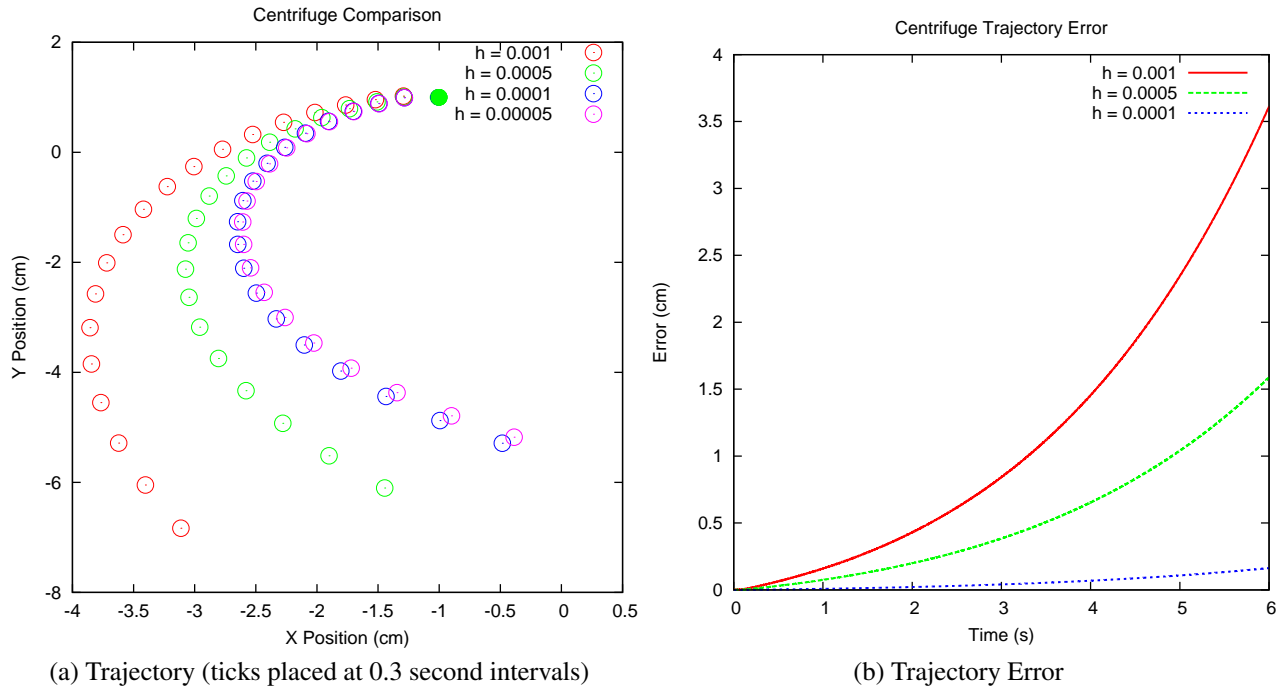 Centrifuge Comparison
2
0
-2
-4
-6
-8
Y Position (cm)
-4 -3.5 -3 -2.5 -2 -1.5 -1 -0.5 0 0.5
X Position (cm)
h = 0.001
h = 0.0005
h = 0.0001
h = 0.00005
(a) Trajectory (ticks placed at 0.3 second intervals)
Centrifuge Trajectory Error
4
3.5
3
2.5
2
1.5
1
0.5
0
Error (cm)
0 1 2 3 4 5 6
Time (s)
h = 0.001
h = 0.0005
h = 0.0001
(b) Trajectory Error